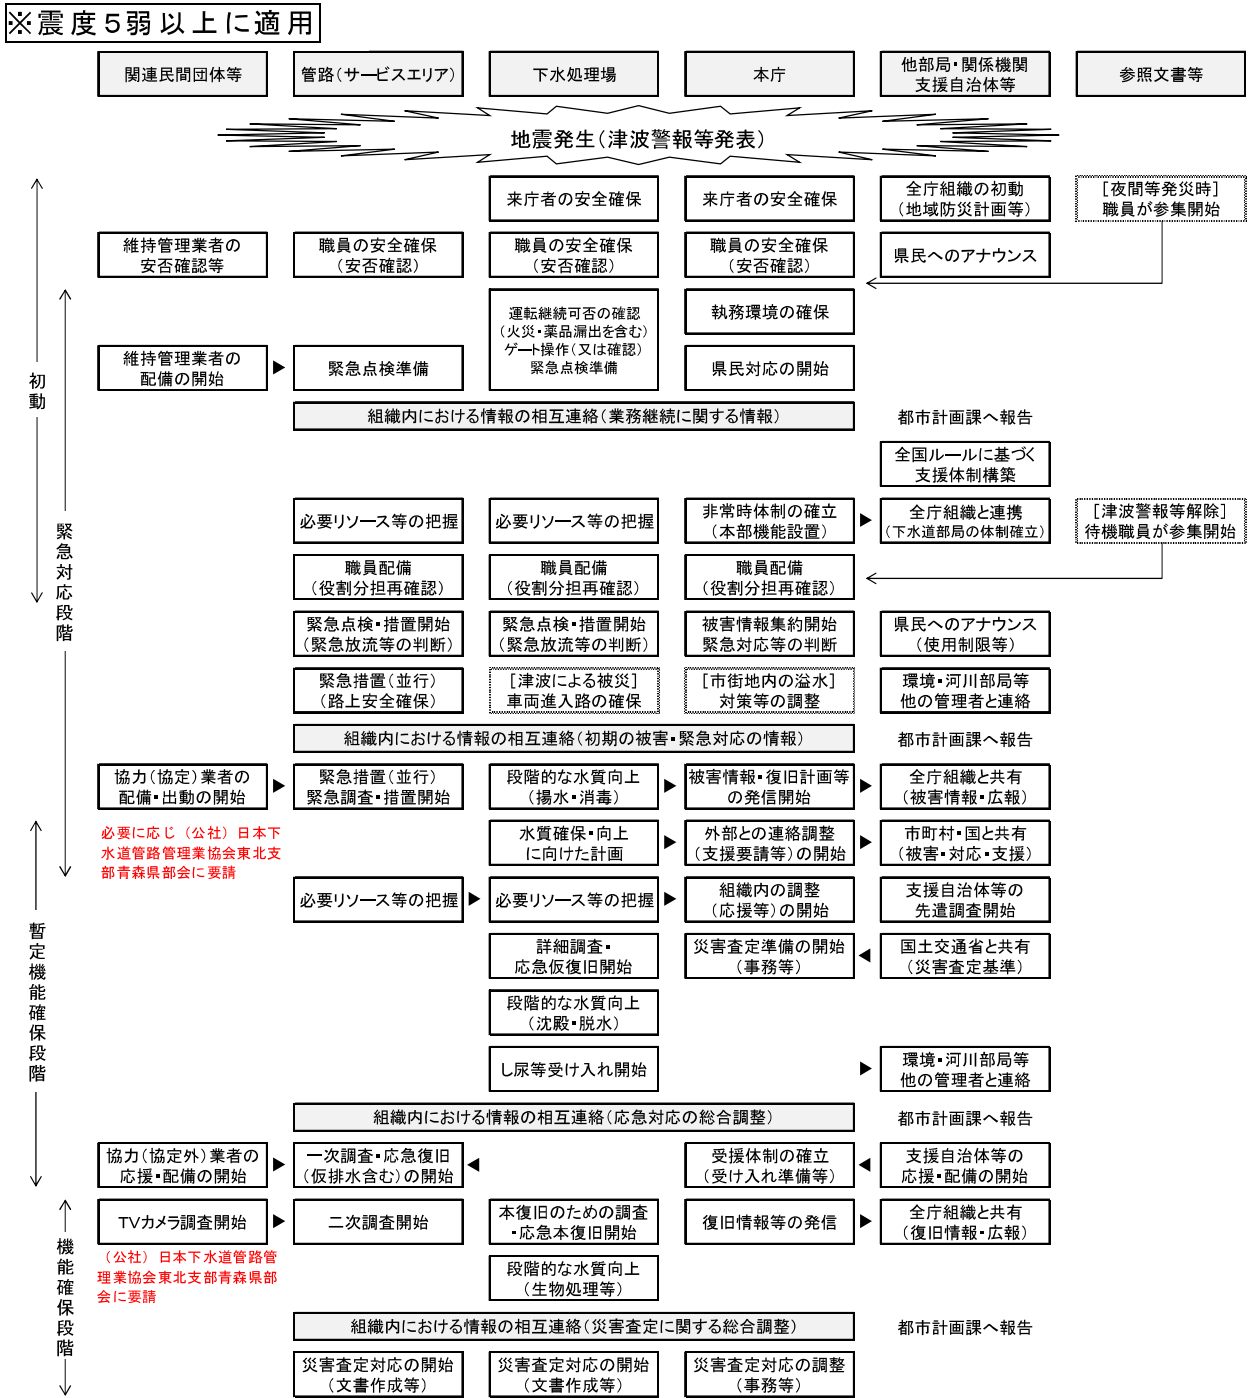 ※震度５弱以上に適用
関連民間団体等
管路(サービスエリア)
下水処理場
本庁
他部局・関係機関
支援自治体等
参照文書等
地震発生(津波警報等発表)
来庁者の安全確保
来庁者の安全確保
全庁組織の初動
(地域防災計画等)
[夜間等発災時]
職員が参集開始
維持管理業者の
安否確認等
職員の安全確保
(安否確認)
職員の安全確保
(安否確認)
職員の安全確保
(安否確認)
県民へのアナウンス
運転継続可否の確認
(火災・薬品漏出を含む)
ゲート操作(又は確認)
緊急点検準備
執務環境の確保
維持管理業者の
配備の開始
▶
緊急点検準備
県民対応の開始
初動
組織内における情報の相互連絡(業務継続に関する情報)
都市計画課へ報告
全国ルールに基づく
支援体制構築
緊急対応段階
必要リソース等の把握
必要リソース等の把握
非常時体制の確立
(本部機能設置)
▶
全庁組織と連携
(下水道部局の体制確立)
[津波警報等解除]
待機職員が参集開始
職員配備
(役割分担再確認)
職員配備
(役割分担再確認)
職員配備
(役割分担再確認)
緊急点検・措置開始
(緊急放流等の判断)
緊急点検・措置開始
(緊急放流等の判断)
被害情報集約開始
緊急対応等の判断
県民へのアナウンス
(使用制限等)
緊急措置(並行)
(路上安全確保)
[津波による被災]
車両進入路の確保
[市街地内の溢水]
対策等の調整
環境・河川部局等
他の管理者と連絡
組織内における情報の相互連絡(初期の被害・緊急対応の情報)
都市計画課へ報告
協力(協定)業者の
配備・出動の開始
▶
緊急措置(並行)
緊急調査・措置開始
段階的な水質向上
(揚水・消毒)
▶
被害情報・復旧計画等
の発信開始
▶
全庁組織と共有
(被害情報・広報)
必要に応じ（公社）日本下
水道管路管理業協会東北支
部青森県部会に要請
水質確保・向上
に向けた計画
▶
外部との連絡調整
(支援要請等)の開始
▶
市町村・国と共有
(被害・対応・支援)
必要リソース等の把握
▶
必要リソース等の把握
▶
組織内の調整
(応援等)の開始
支援自治体等の
先遣調査開始
暫定機能確保段階
詳細調査・
応急仮復旧開始
災害査定準備の開始
(事務等)
◀
国土交通省と共有
(災害査定基準)
段階的な水質向上
(沈殿・脱水)
し尿等受け入れ開始
▶
環境・河川部局等
他の管理者と連絡
組織内における情報の相互連絡(応急対応の総合調整)
都市計画課へ報告
協力(協定外)業者の
応援・配備の開始
▶
一次調査・応急復旧
(仮排水含む)の開始
◀
受援体制の確立
(受け入れ準備等)
◀
支援自治体等の
応援・配備の開始
TVカメラ調査開始
▶
二次調査開始
本復旧のための調査
・応急本復旧開始
復旧情報等の発信
▶
全庁組織と共有
(復旧情報・広報)
（公社）日本下水道管路管
理業協会東北支部青森県部
会に要請
機能確保段階
段階的な水質向上
(生物処理等)
組織内における情報の相互連絡(災害査定に関する総合調整)
都市計画課へ報告
災害査定対応の開始
(文書作成等)
災害査定対応の開始
(文書作成等)
災害査定対応の調整
(事務等)